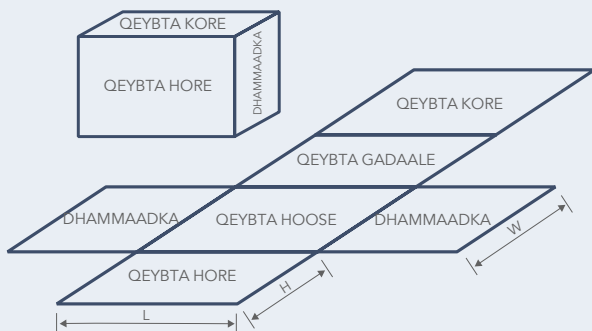 QEYBTA KORE
QEYBTA HORE
DHAMMAADKA
QEYBTA KORE
QEYBTA GADAALE
DHAMMAADKA
QEYBTA HOOSE
DHAMMAADKA
QEYBTA HORE
W
H
L